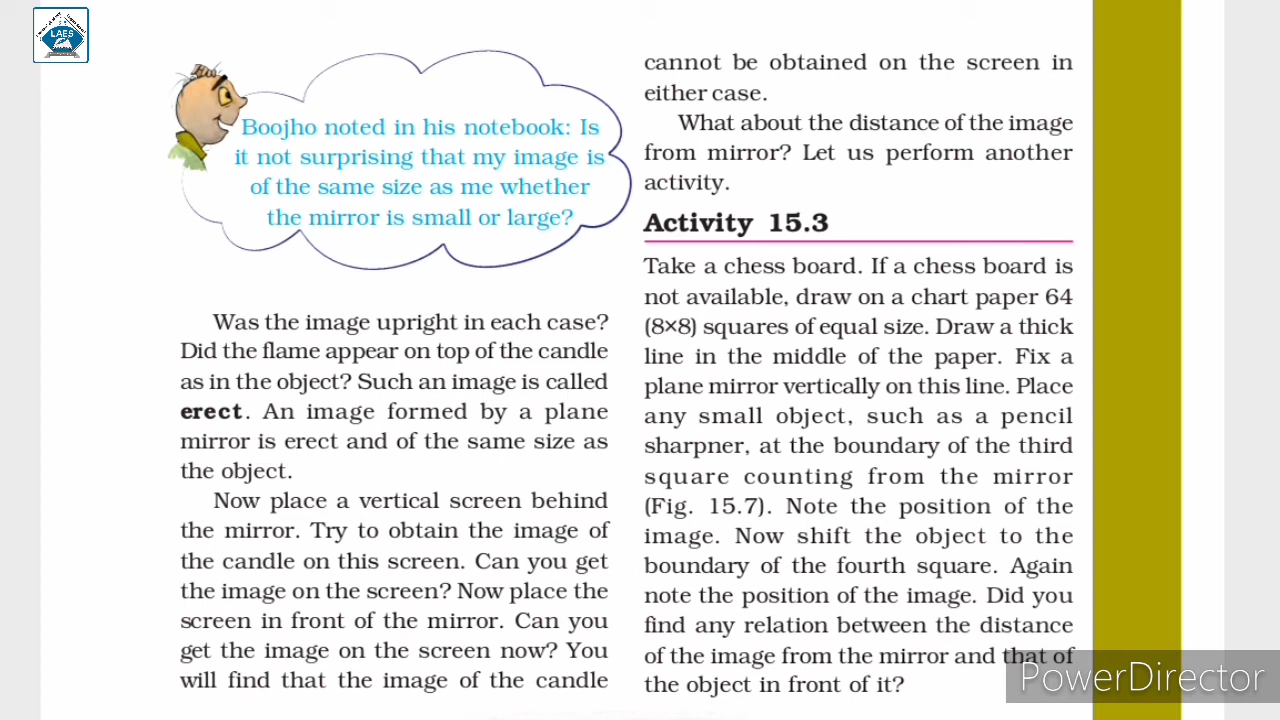 LAES
Boojho noted in his notebook: Is
it not surprising that my image is
of the same size as me whether
the mirror is small or large?
Was the image upright in each case?
Did the flame appear on top of the candle
as in the object? Such an image is called
erect. An image formed by a plane
mirror is erect and of the same size as
the object.
Now place a vertical screen behind
the mirror. Try to obtain the image of
the candle on this screen. Can you get
the image on the screen? Now place the
screen in front of the mirror. Can you
get the image on the screen now? You
will find that the image of the candle
cannot be obtained on the screen in
either case.
What about the distance of the image
from mirror? Let us perform another
activity.
Activity 15.3
Take a chess board. If a chess board is
not available, draw on a chart paper 64
(8×8) squares of equal size. Draw a thick
line in the middle of the paper. Fix a
plane mirror vertically on this line. Place
any small object, such as a pencil
sharpner, at the boundary of the third
square counting from the mirror
(Fig. 15.7). Note the position of the
image. Now shift the object to the
boundary of the fourth square. Again
note the position of the image. Did you
find any relation between the distance
of the image from the mirror and that of
the object in front of it?
PowerDirector